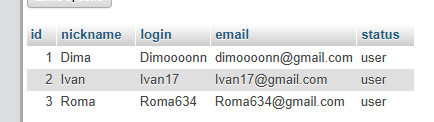 id nickname login email status
1 Dima Dimoooonn dimoooonn@gmail.com user
2 Ivan Ivan17 Ivan17@gmail.com user
3 Roma Roma634 Roma634@gmail.com user